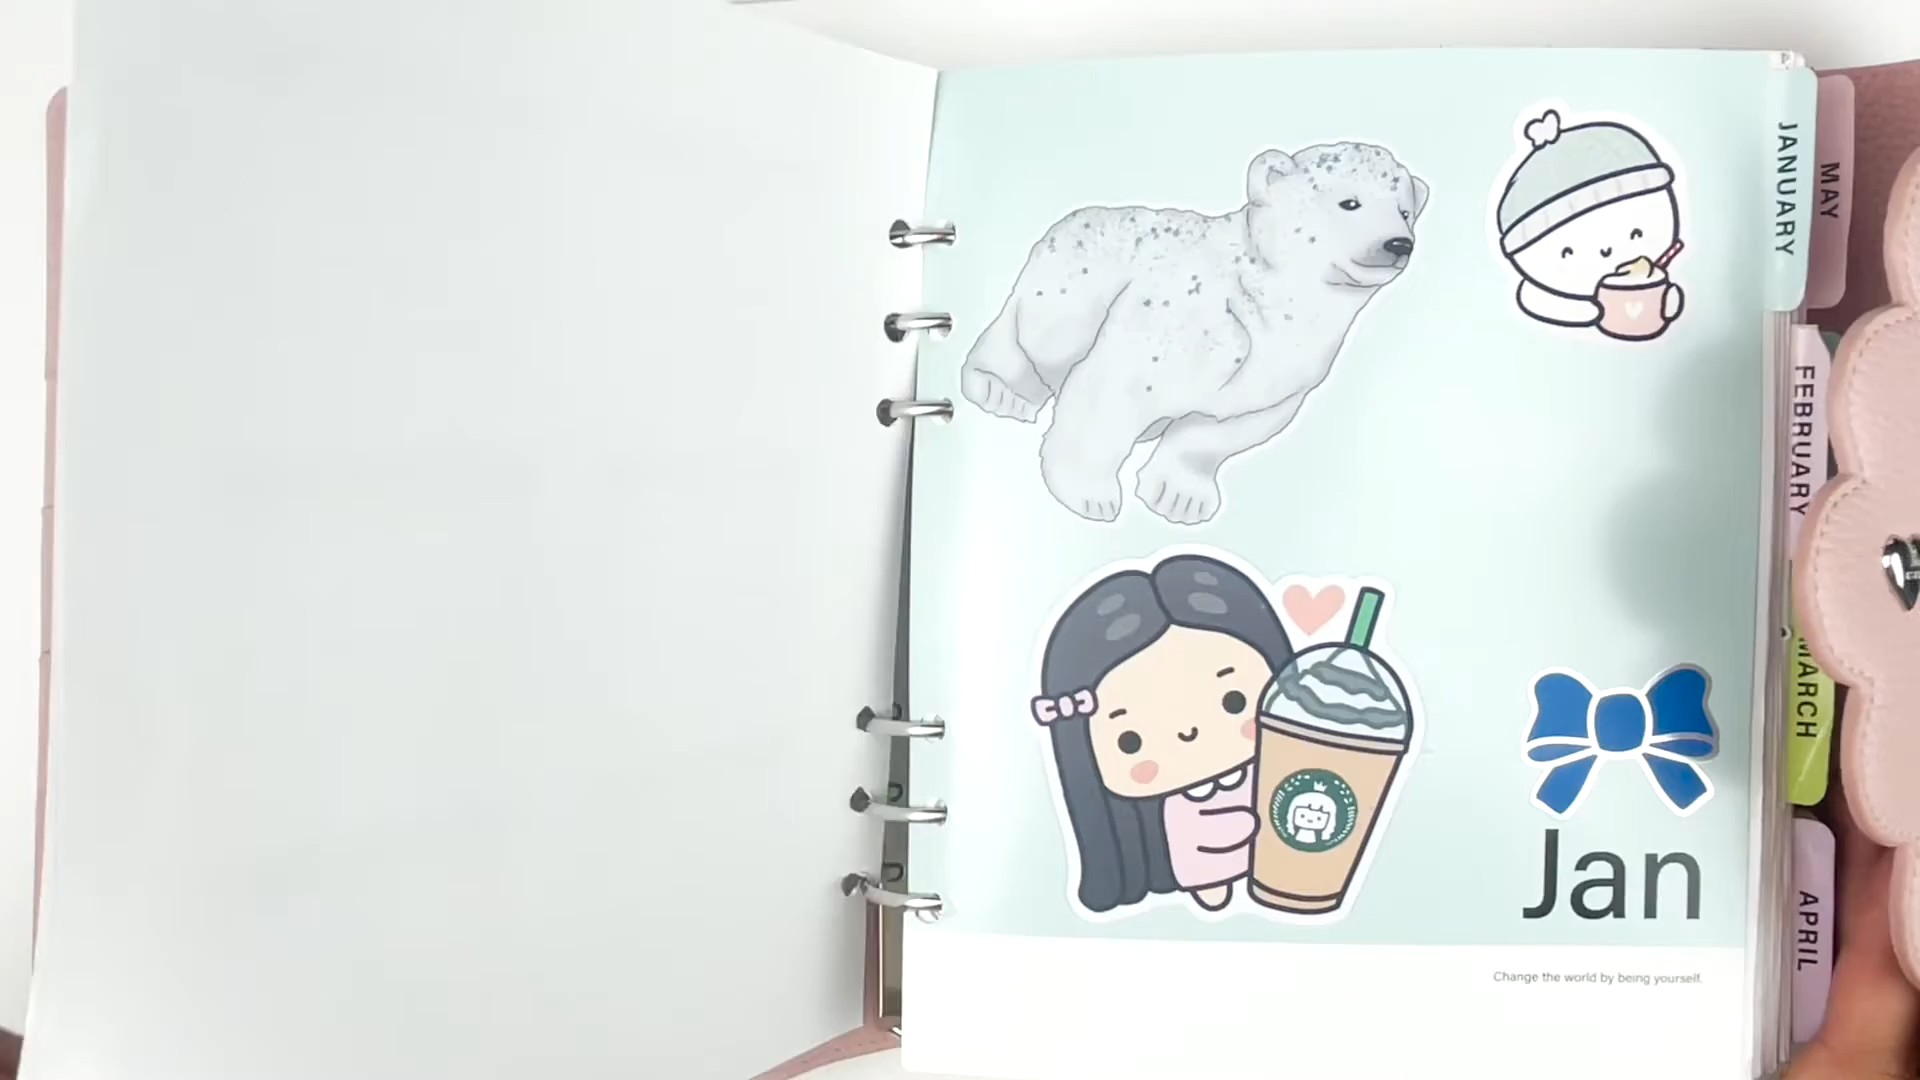 JANUARY
MAY
FEBRUARY
MARCH
APRIL
Jan
Change the world by being yourself.